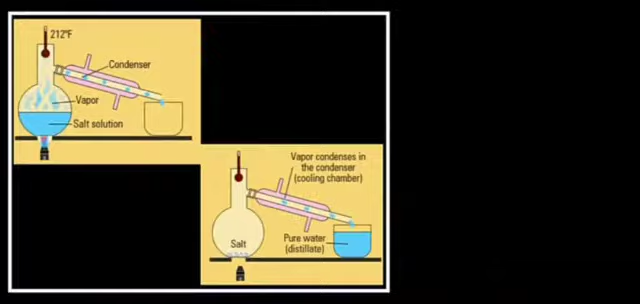 212°F
Condenser
Vapor
Salt solution
Vapor condenses in
the condenser
(cooling chamber)
Salt
Pure water
(distillate)